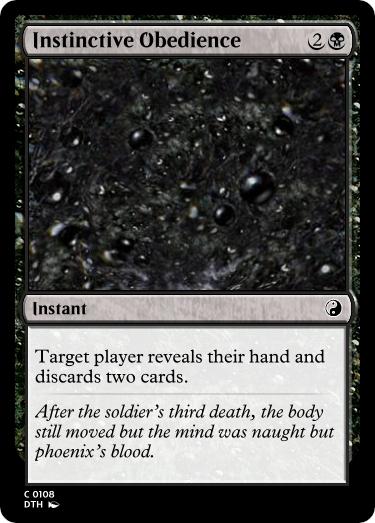 Instinctive Obedience 2
Instant
Target player reveals their hand and
discards two cards.
After the soldier's third death, the body
still moved but the mind was naught but
phoenix's blood.
C 0108
DTH